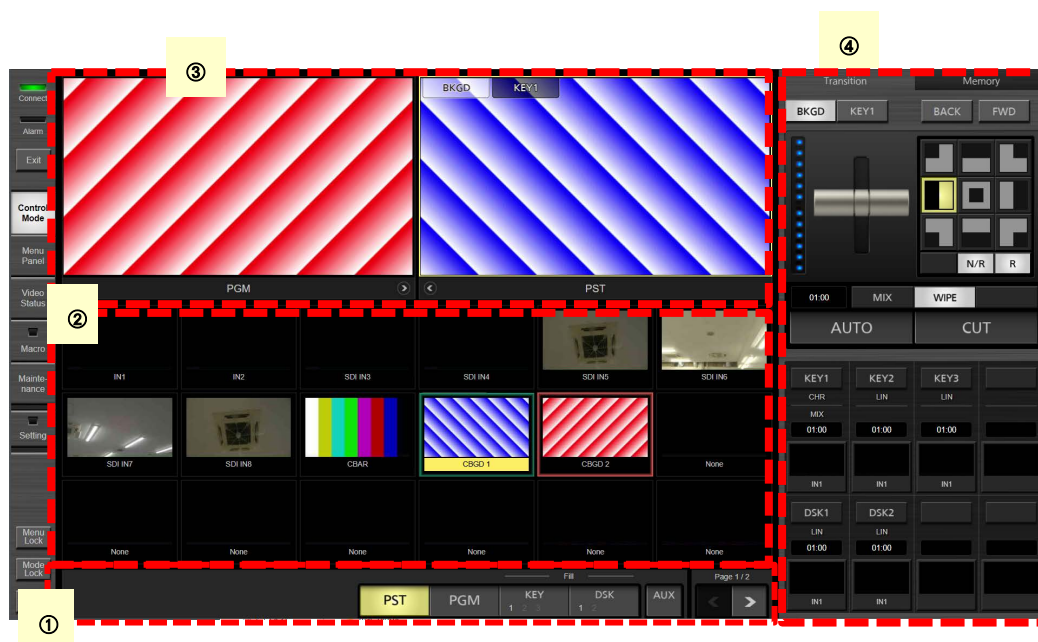 ③
④
②
①
Connect
Alarm
Exit
Control
Mode
Menu
Panel
Video
Status
Macro
Mainte-
nance
Setting
Menu
Lock
Mode
Lock
BKGD KEY1
PGM PST
IN1 IN2 SDI IN3 SDI IN4 SDI IN5 SDI IN6
SDI IN7 SDI IN8 CBAR CBGD 1 CBGD 2 None
None None None None None None
Fill
PST PGM KEY DSK AUX
1 2 3 1 2
Page 1 / 2
Transition Memory
BKGD KEY1 BACK FWD
N/R R
01:00 MIX WIPE
AUTO CUT
KEY1 KEY2 KEY3
CHR LIN LIN
MIX
01:00 01:00 01:00
IN1 IN1 IN1
DSK1 DSK2
LIN LIN
01:00 01:00
IN1 IN1